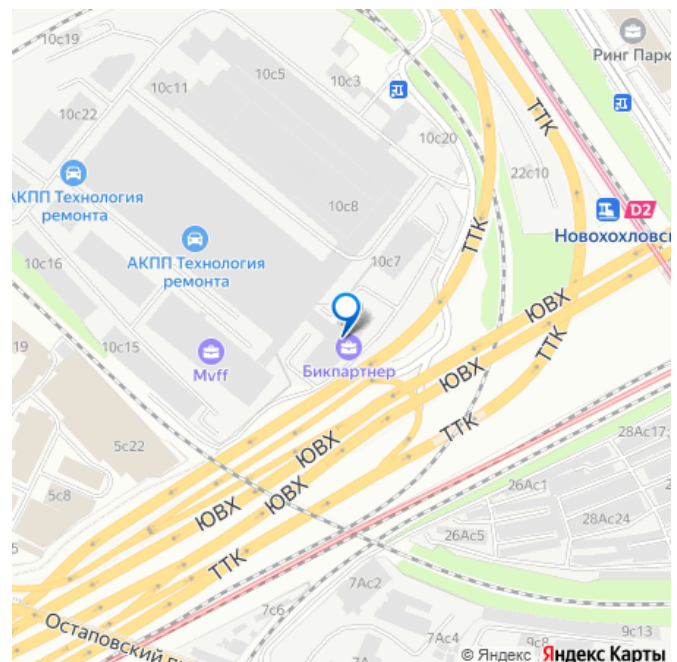 10с19
10с5
10с3
10с11
Ринг Парк
ТТК
10с22
10с20
22с10
АКПП Технология
ремонта
10с8
D2
Новохохловс
ТТК
АКПП Технология
ремонта
10с16
10с7
ЮВХ
ТТК
19
10с15
Mvff
Бикпартнер
ЮВХ
5с22
ТТК
28Ас17
ЮВХ
5с8
ЮВХ
26Ас1
2
ЮВХ
28Ас24
5
26Ас5
ТТК
7Ас2
7с6
Остаповский п
7Ас4
9с8
9с13
© Яндекс Яндекс Карты